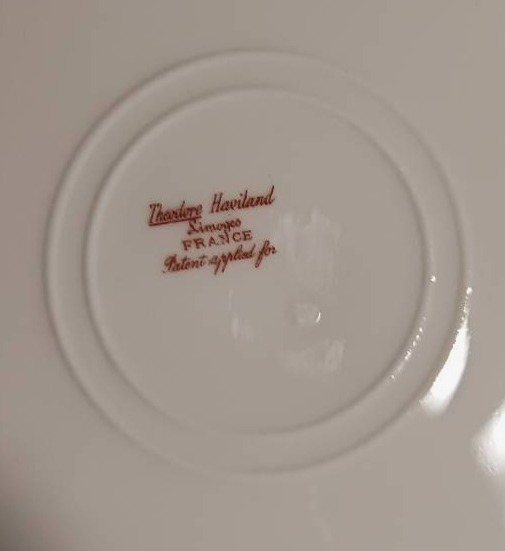 Theodore Haviland
Limoges
FRANCE
Patent applied for